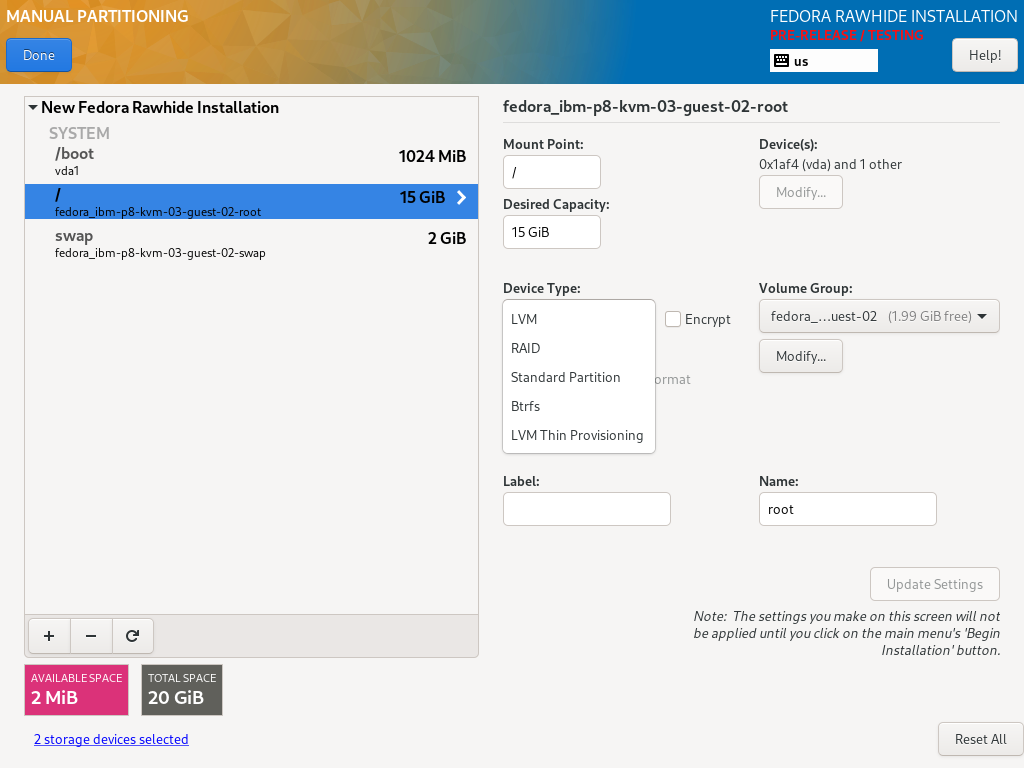 MANUAL PARTITIONING
Done
FEDORA RAWHIDE INSTALLATION
PRE-RELEASE / TESTING
us
Help!
New Fedora Rawhide Installation
SYSTEM
/boot
1024 MiB
vda1
/
15 GiB
fedora_ibm-p8-kvm-03-guest-02-root
swap
2 GiB
fedora_ibm-p8-kvm-03-guest-02-swap
+ −
AVAILABLE SPACE
2 MiB
TOTAL SPACE
20 GiB
2 storage devices selected
fedora_ibm-p8-kvm-03-guest-02-root
Mount Point:
/
Desired Capacity:
15 GiB
Device(s):
0x1af4 (vda) and 1 other
Modify...
Device Type:
LVM
RAID
Standard Partition
Btrfs
LVM Thin Provisioning
Encrypt
ormat
Volume Group:
fedora_...uest-02 (1.99 GiB free)
Modify...
Label:
Name:
root
Update Settings
Note: The settings you make on this screen will not
be applied until you click on the main menu's 'Begin
Installation' button.
Reset All